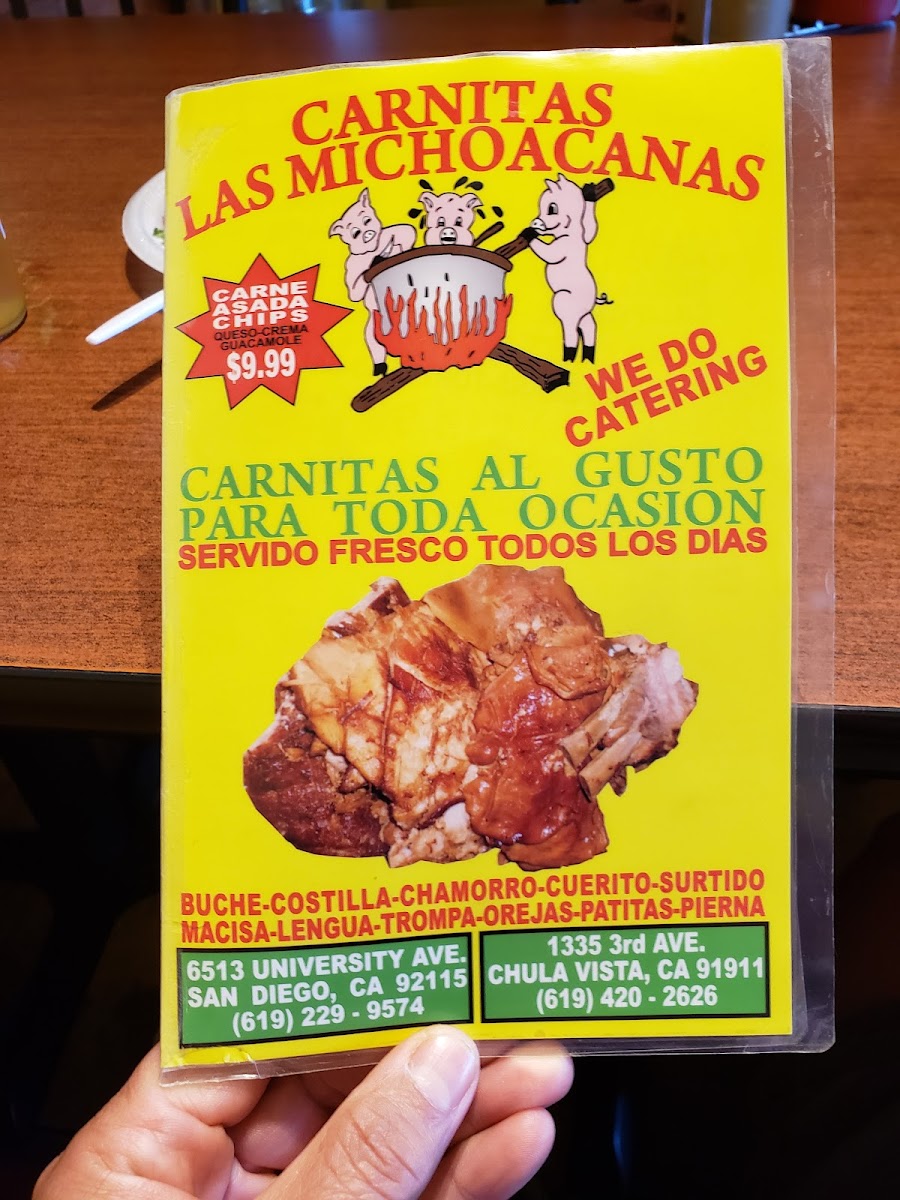 CARNITAS
LAS MICHOACANAS
CARNE
ASADA
CHIPS
QUESO-CREMA
GUACAMOLE
$9.99
WE DO
CATERING
CARNITAS AL GUSTO
PARA TODA OCASION
SERVIDO FRESCO TODOS LOS DIAS
BUCHE-COSTILLA-CHAMORRO-CUERITO-SURTIDO
MACISA-LENGUA-TROMPA-OREJAS-PATITAS-PIERNA
6513 UNIVERSITY AVE.
SAN DIEGO, CA 92115
(619) 229 - 9574
1335 3rd AVE.
CHULA VISTA, CA 91911
(619) 420 - 2626